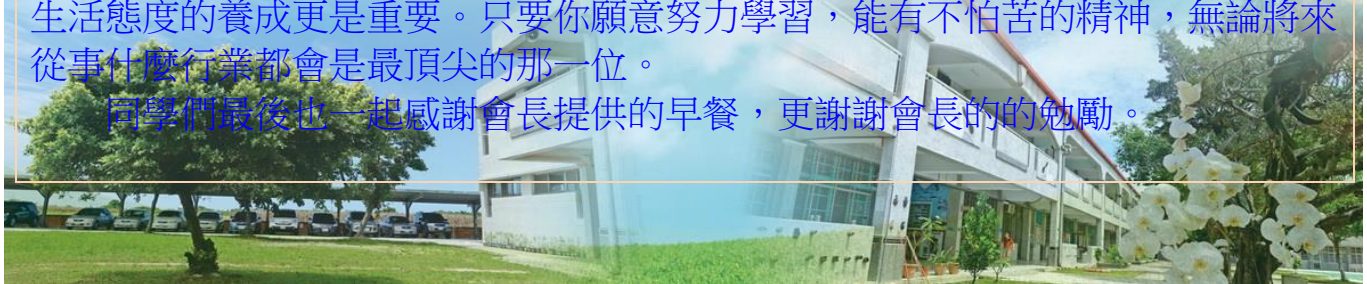 生活態度的養成更是重要。只要你願意努力學習，能有不怕苦的精神，無論將來
從事什麼行業都會是最頂尖的那一位。
同學們最後也一起感謝會長提供的早餐，更謝謝會長的的勉勵。